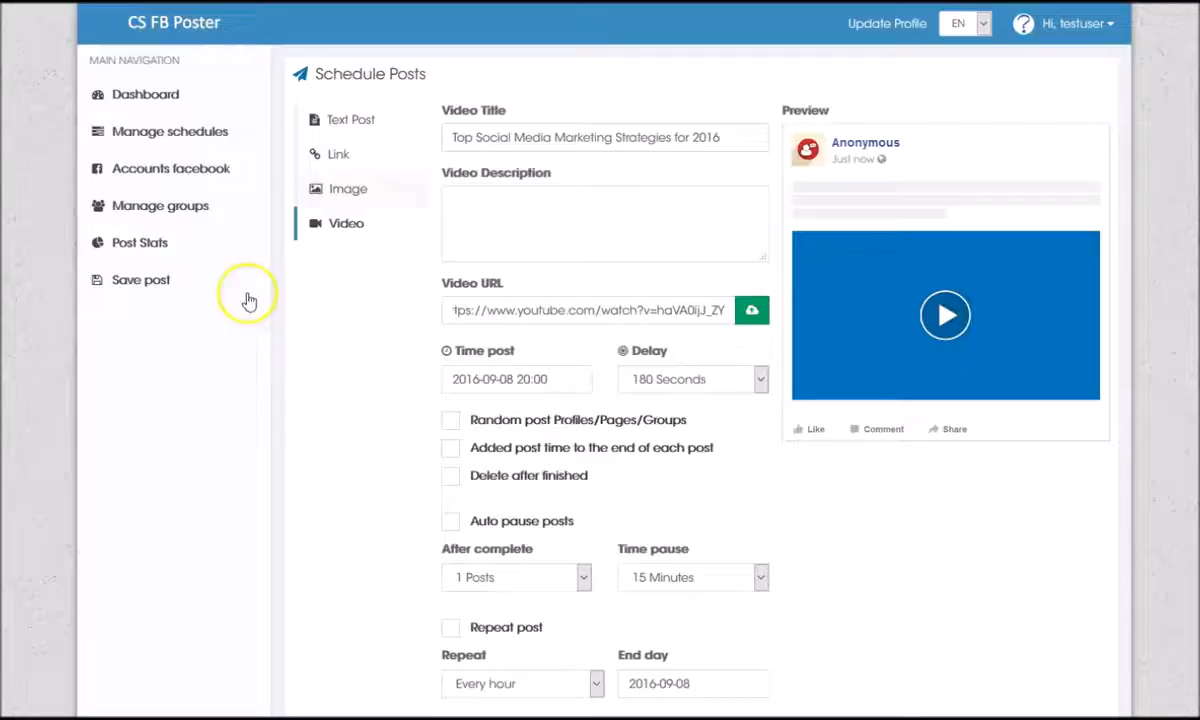 CS FB Poster
Update Profile
EN
?
Hi, testuser
MAIN NAVIGATION
Dashboard
Manage schedules
Accounts facebook
Manage groups
Post Stats
Save post
Schedule Posts
Text Post
Link
Image
Video
Video Title
Top Social Media Marketing Strategies for 2016
Video Description
Video URL
tps://www.youtube.com/watch?v=haVA0ijJ_ZY
Time post
Delay
2016-09-08 20:00
180 Seconds
Random post Profiles/Pages/Groups
Added post time to the end of each post
Delete after finished
Auto pause posts
After complete
Time pause
1 Posts
15 Minutes
Repeat post
Repeat
End day
Every hour
2016-09-08
Preview
Anonymous
Just now
Like
Comment
Share